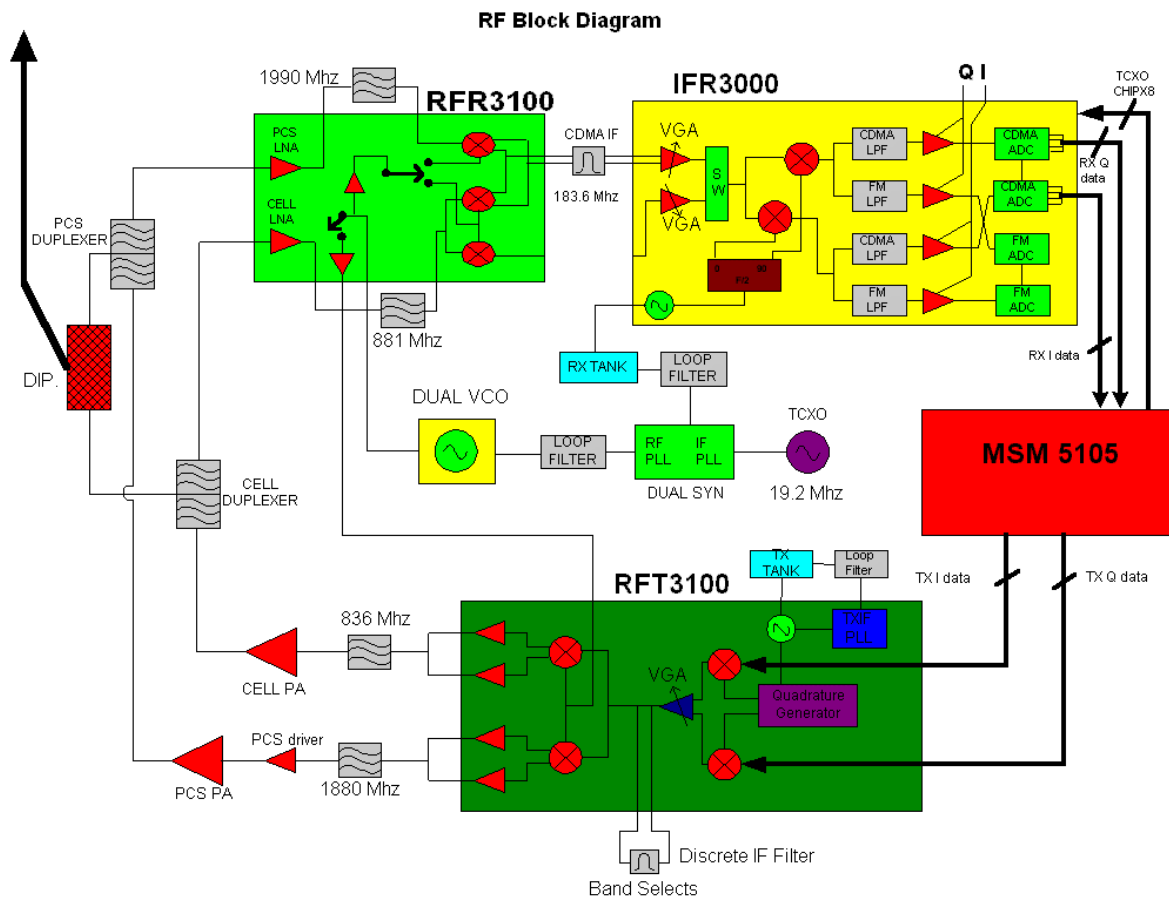 RF Block Diagram
1990 Mhz
RFR3100
IFR3000
Q I
TCXO
CHIPX8
PCS
LNA
CELL
LNA
CDMA IF
183.6 Mhz
VGA
VGA
SW
0 90
F/2
CDMA
LPF
FM
LPF
CDMA
LPF
FM
LPF
CDMA
ADC
CDMA
ADC
FM
ADC
FM
ADC
RX Q
data
RX I data
PCS
DUPLEXER
881 Mhz
DIP.
RX TANK
LOOP
FILTER
DUAL VCO
LOOP
FILTER
RF
PLL
IF
PLL
DUAL SYN
TCXO
19.2 Mhz
MSM 5105
CELL
DUPLEXER
TX I data
TX Q data
TX
TANK
Loop
Filter
TXIF
PLL
RFT3100
836 Mhz
CELL PA
VGA
Quadrature
Generator
PCS driver
PCS PA
1880 Mhz
Discrete IF Filter
Band Selects